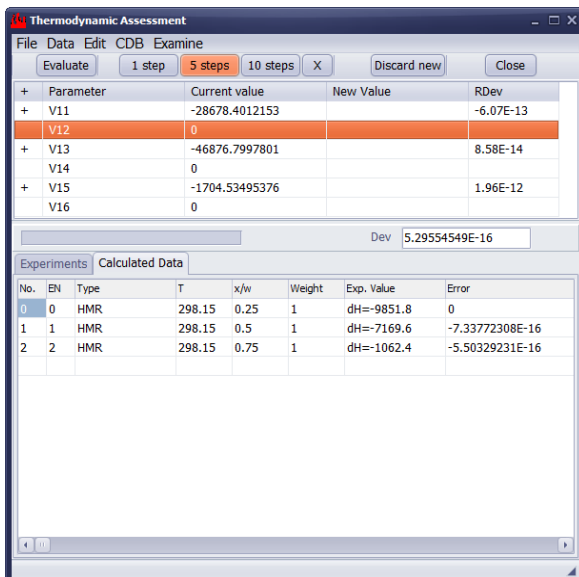 Thermodynamic Assessment
File Data Edit CDB Examine
Evaluate 1 step 5 steps 10 steps X Discard new Close
+ Parameter Current value New Value RDev
+ V11 -28678.4012153 -6.07E-13
V12 0
+ V13 -46876.7997801 8.58E-14
V14 0
+ V15 -1704.53495376 1.96E-12
V16 0
Dev 5.29554549E-16
Experiments Calculated Data
No. EN Type T x/w Weight Exp. Value Error
0 0 HMR 298.15 0.25 1 dH=-9851.8 0
1 1 HMR 298.15 0.5 1 dH=-7169.6 -7.33772308E-16
2 2 HMR 298.15 0.75 1 dH=-1062.4 -5.50329231E-16